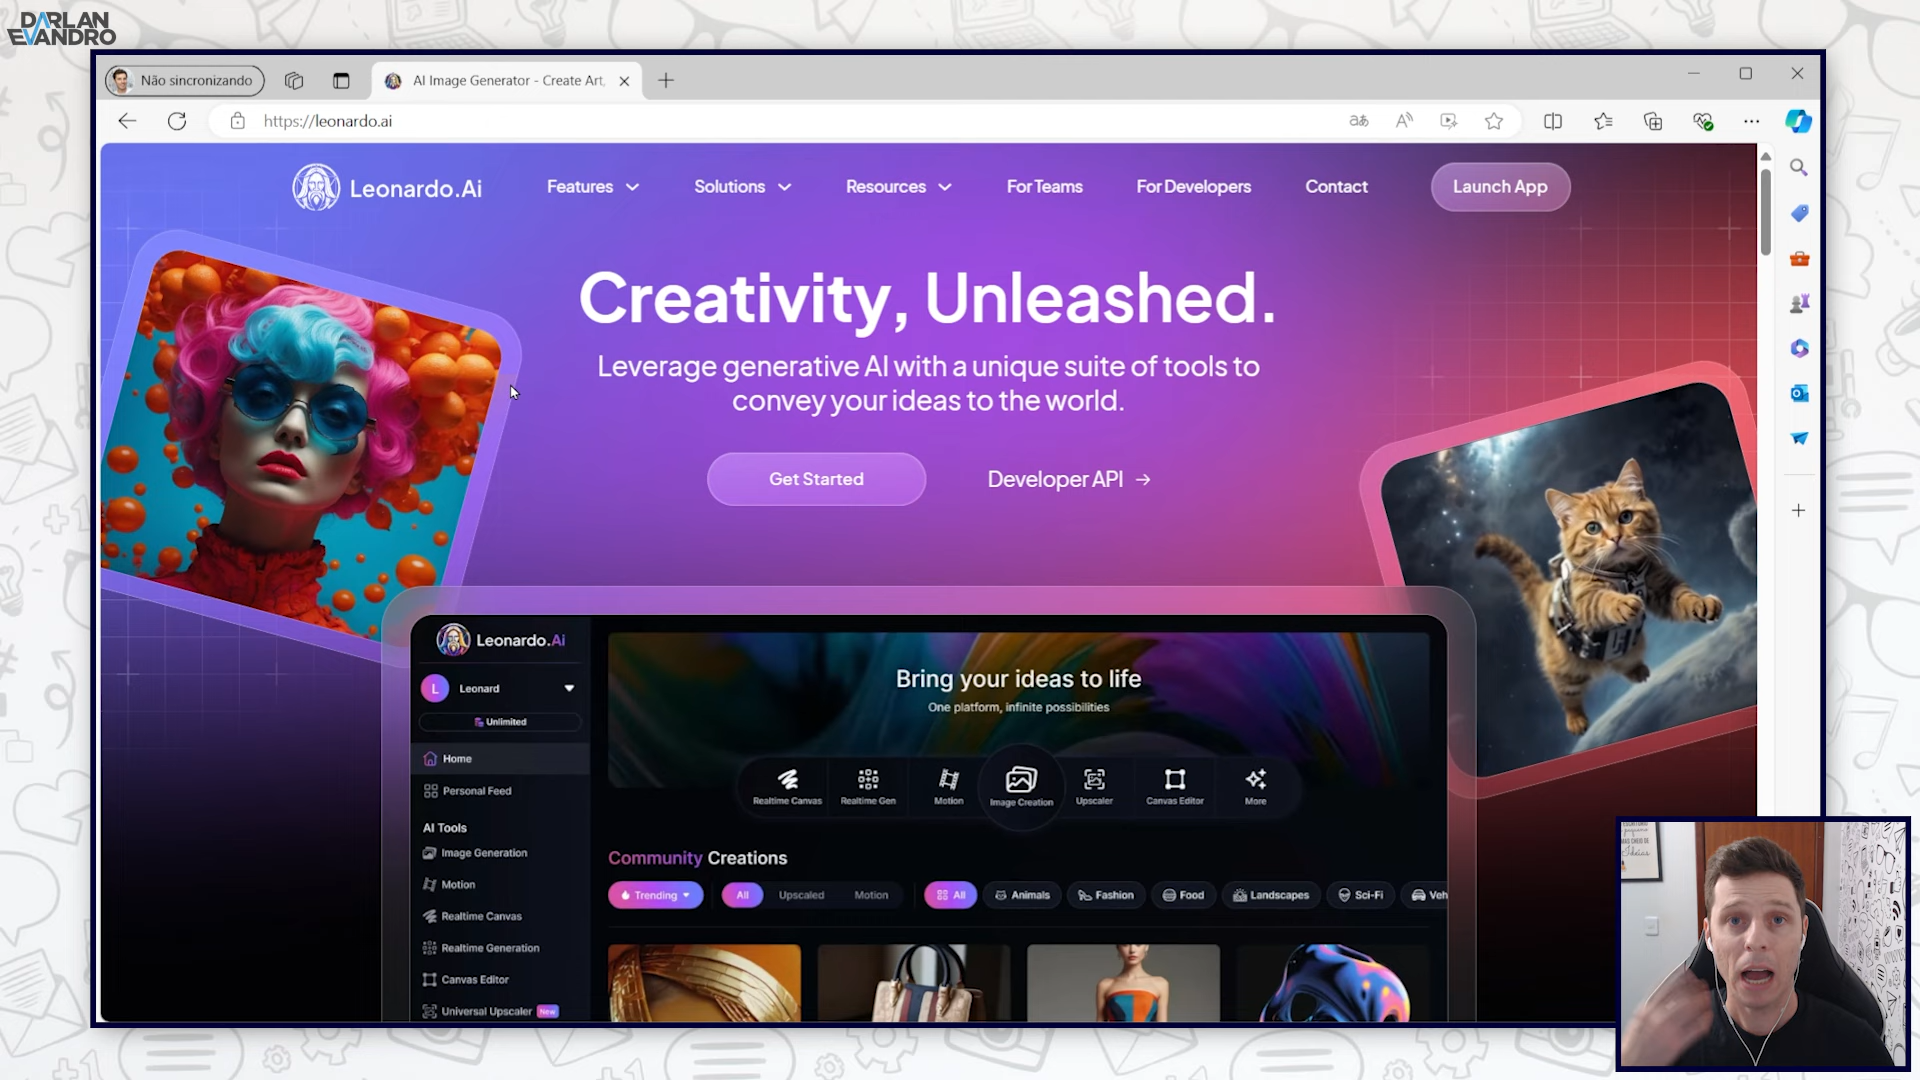 DARLAN
EVANDRO
Não sincronizando
AI Image Generator - Create Art,
https://leonardo.ai
Leonardo.Ai
Features
Solutions
Resources
For Teams
For Developers
Contact
Launch App
Creativity, Unleashed.
Leverage generative AI with a unique suite of tools to
convey your ideas to the world.
Get Started
Developer API →
Leonardo.Ai
L
Leonard
Unlimited
Home
Personal Feed
AI Tools
Image Generation
Motion
Realtime Canvas
Realtime Generation
Canvas Editor
Universal Upscaler New
Bring your ideas to life
One platform, infinite possibilities
Realtime Canvas
Realtime Gen
Motion
Image Creation
Upscaler
Canvas Editor
More
Community Creations
Trending
All
Upscaled
Motion
All
Animals
Fashion
Food
Landscapes
Sci-Fi
Veh